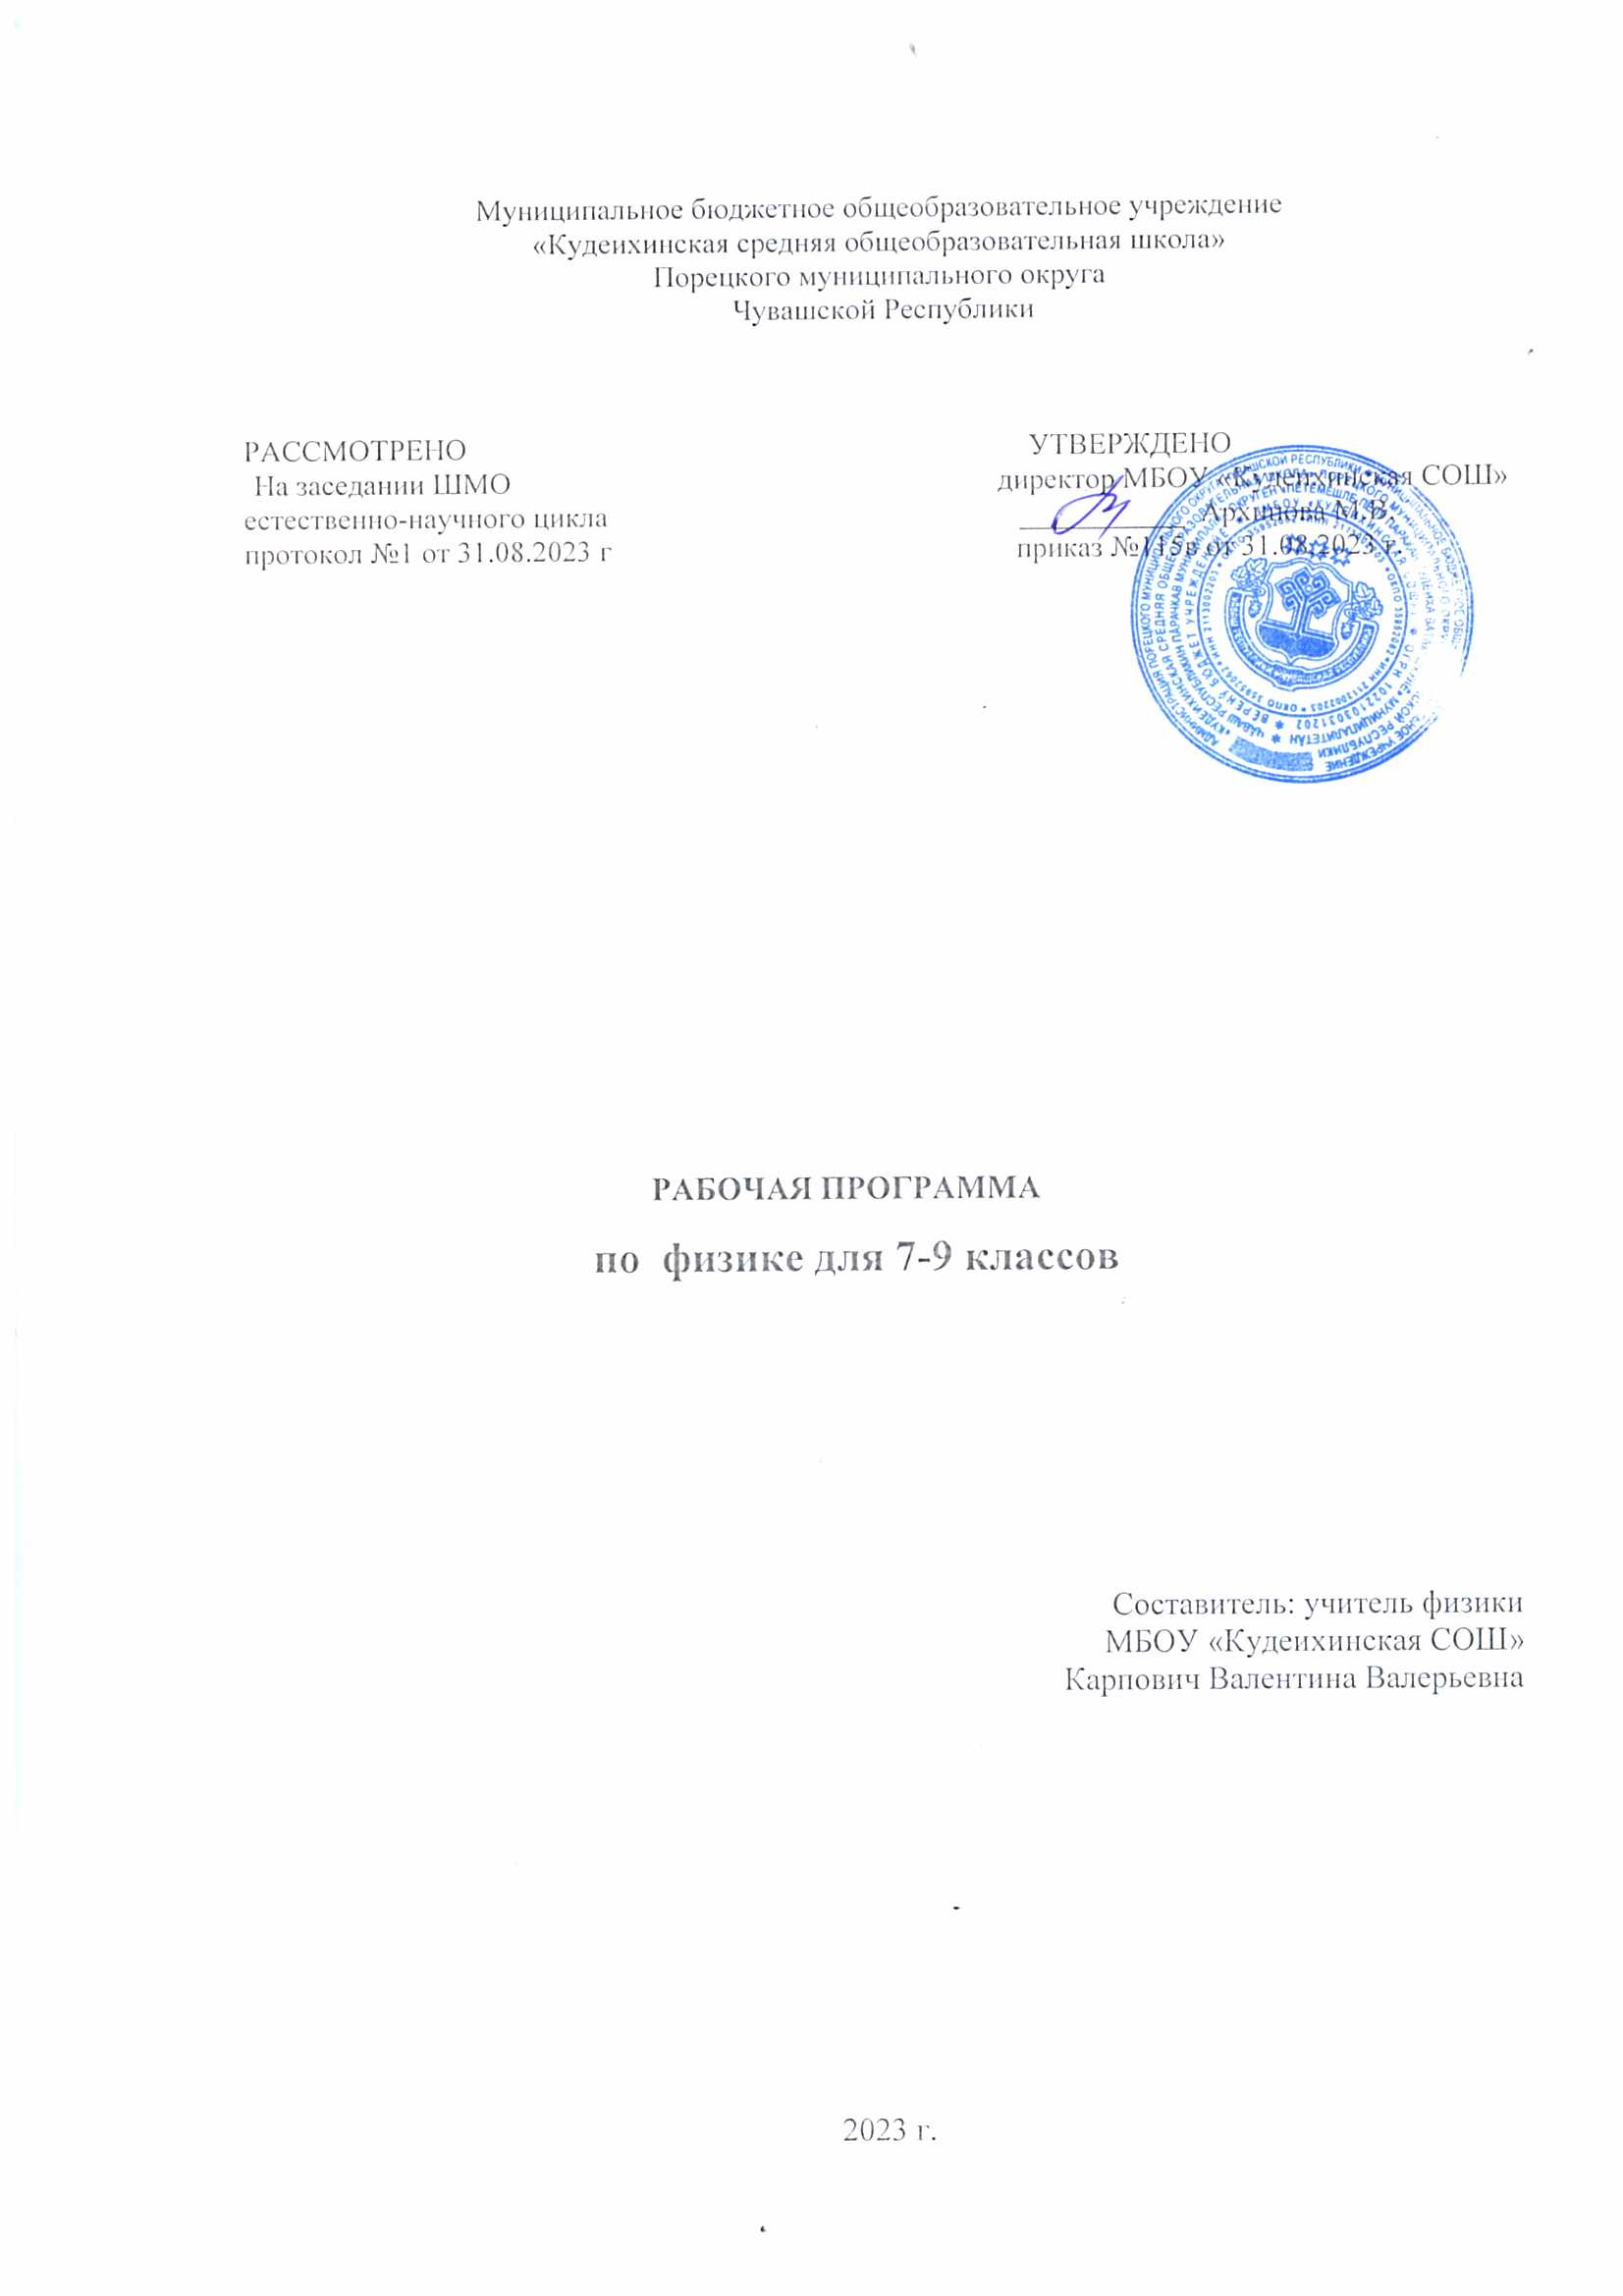 Муниципальное бюджетное общеобразовательное учреждение
«Кудеихинская средняя общеобразовательная школа»
Порецкого муниципального округа
Чувашской Республики
РАССМОТРЕНО
На заседании ШМО
естественно-научного цикла
протокол №1 от 31.08.2023 г
УТВЕРЖДЕНО
директор МБОУ «Кудеихинская СОШ»
Архипова М.В.
приказ №115в от 31.08.2023 г.
РАБОЧАЯ ПРОГРАММА
по физике для 7-9 классов
Составитель: учитель физики
МБОУ «Кудеихинская СОШ»
Карпович Валентина Валерьевна
2023 г.